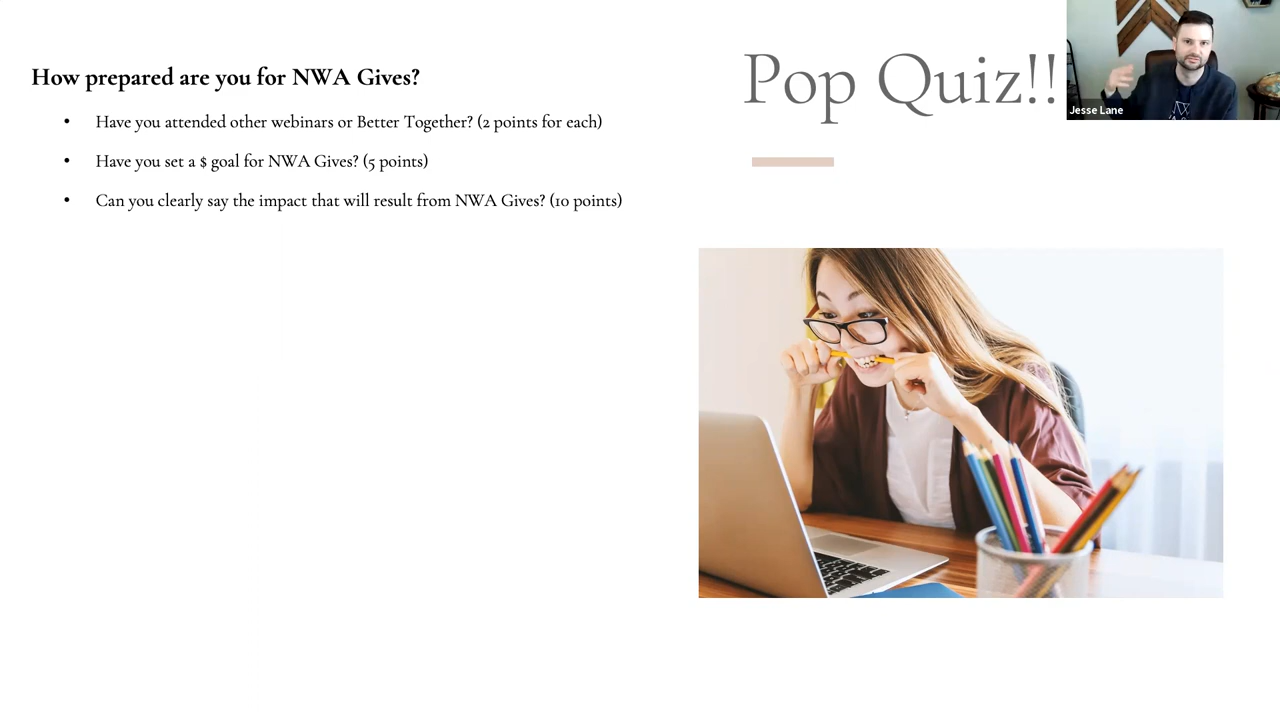 Pop Quiz!!
Jesse Lane
How prepared are you for NWA Gives?
• Have you attended other webinars or Better Together? (2 points for each)
• Have you set a $ goal for NWA Gives? (5 points)
• Can you clearly say the impact that will result from NWA Gives? (10 points)